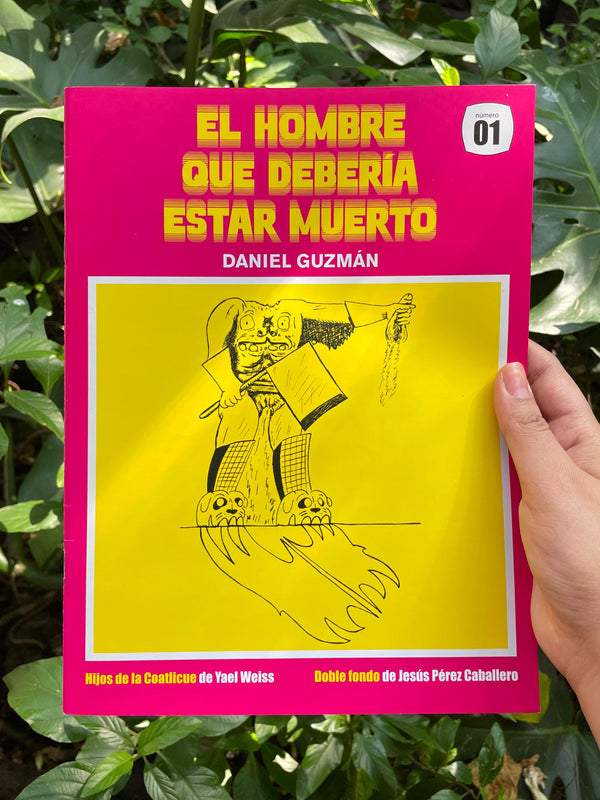 número
01
EL HOMBRE
QUE DEBERÍA
ESTAR MUERTO
DANIEL GUZMÁN
Hijos de la Coatlicue de Yael Weiss
Doble fondo de Jesús Pérez Caballero